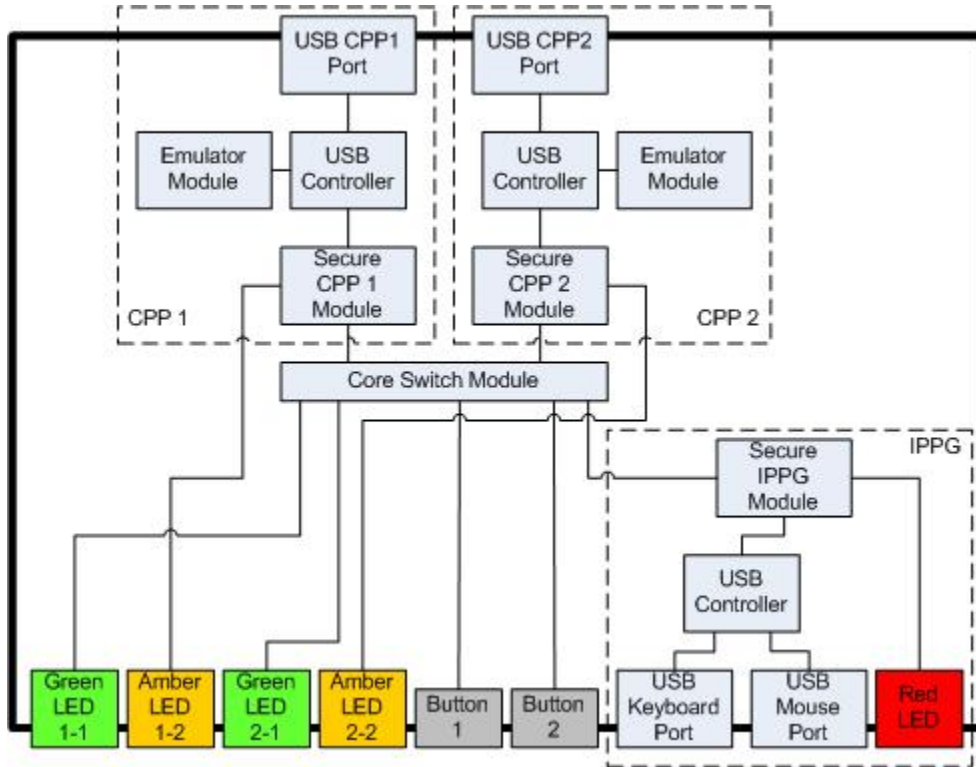 USB CPP1
Port
USB CPP2
Port
Emulator
Module
USB
Controller
USB
Controller
Emulator
Module
Secure
CPP 1
Module
Secure
CPP 2
Module
CPP 1
CPP 2
Core Switch Module
IPPG
Secure
IPPG
Module
USB
Controller
Green
LED
1-1
Amber
LED
1-2
Green
LED
2-1
Amber
LED
2-2
Button
1
Button
2
USB
Keyboard
Port
USB
Mouse
Port
Red
LED